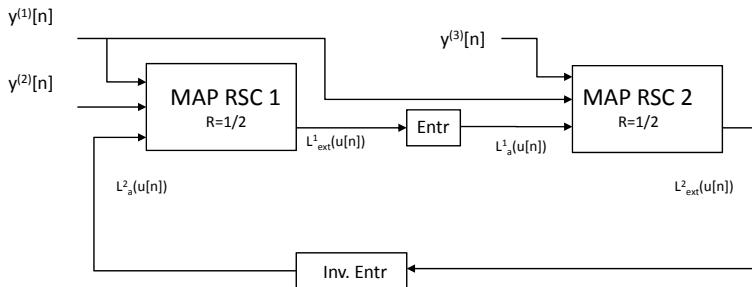 y⁽¹⁾[n]
y⁽³⁾[n]
y⁽²⁾[n]
MAP RSC 1
R=1/2
MAP RSC 2
R=1/2
Entr
L¹ₑₓₜ(u[n])
L¹ₐ(u[n])
L²ₐ(u[n])
L²ₑₓₜ(u[n])
Inv. Entr